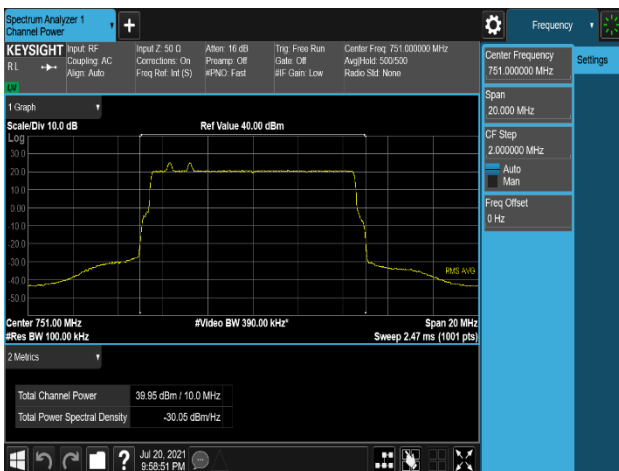 Spectrum Analyzer 1
Channel Power
Frequency
KEYSIGHT Input: RF Input Z: 50 Ω Atten: 16 dB Trig: Free Run Center Freq: 751.000000 MHz
RL Coupling: AC Corrections: On Preamp: Off Gate: Off Avg|Hold: 500/500
Align: Auto Freq Ref: Int (S) #PNO: Fast #IF Gain: Low Radio Std: None
Center Frequency
751.000000 MHz
Settings
Span
20.000 MHz
CF Step
2.000000 MHz
Auto
Man
Freq Offset
0 Hz
1 Graph
Scale/Div 10.0 dB Ref Value 40.00 dBm
Log
30.0
20.0
10.0
0.00
-10.0
-20.0
-30.0
-40.0
-50.0
RMS AVG
Center 751.00 MHz #Video BW 390.00 kHz* Span 20 MHz
#Res BW 100.00 kHz Sweep 2.47 ms (1001 pts)
2 Metrics
Total Channel Power 39.95 dBm / 10.0 MHz
Total Power Spectral Density -30.05 dBm/Hz
?
Jul 20, 2021
9:58:51 PM